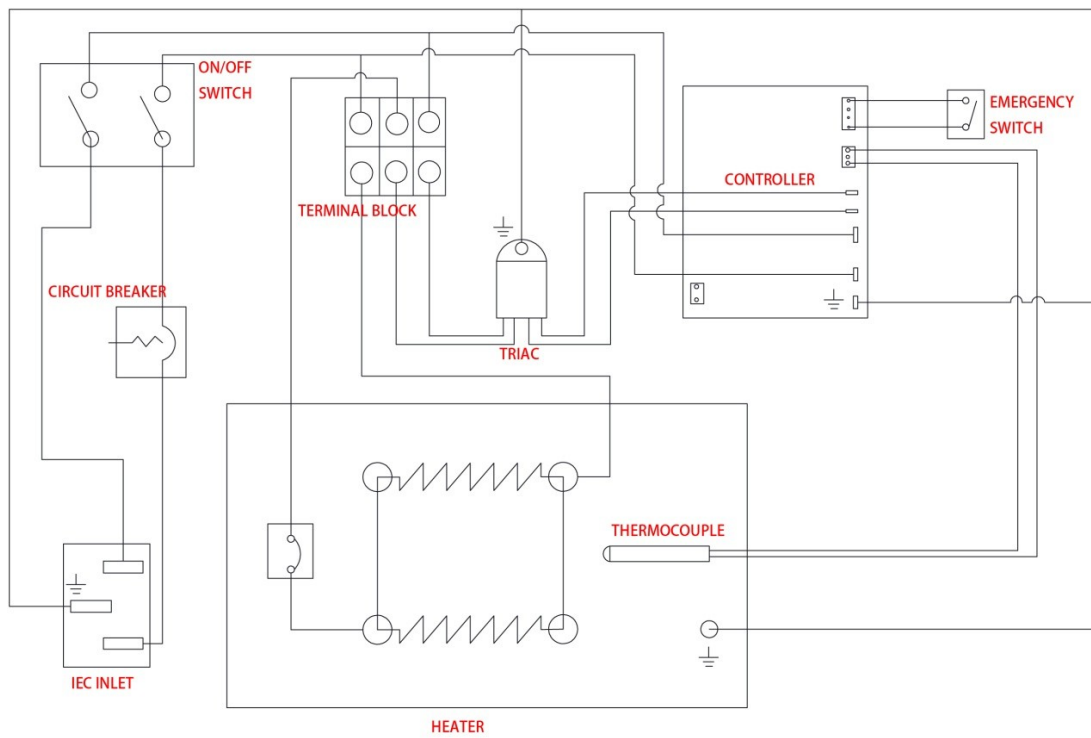 ON/OFF
SWITCH
EMERGENCY
SWITCH
CONTROLLER
TERMINAL BLOCK
CIRCUIT BREAKER
TRIAC
THERMOCOUPLE
IEC INLET
HEATER